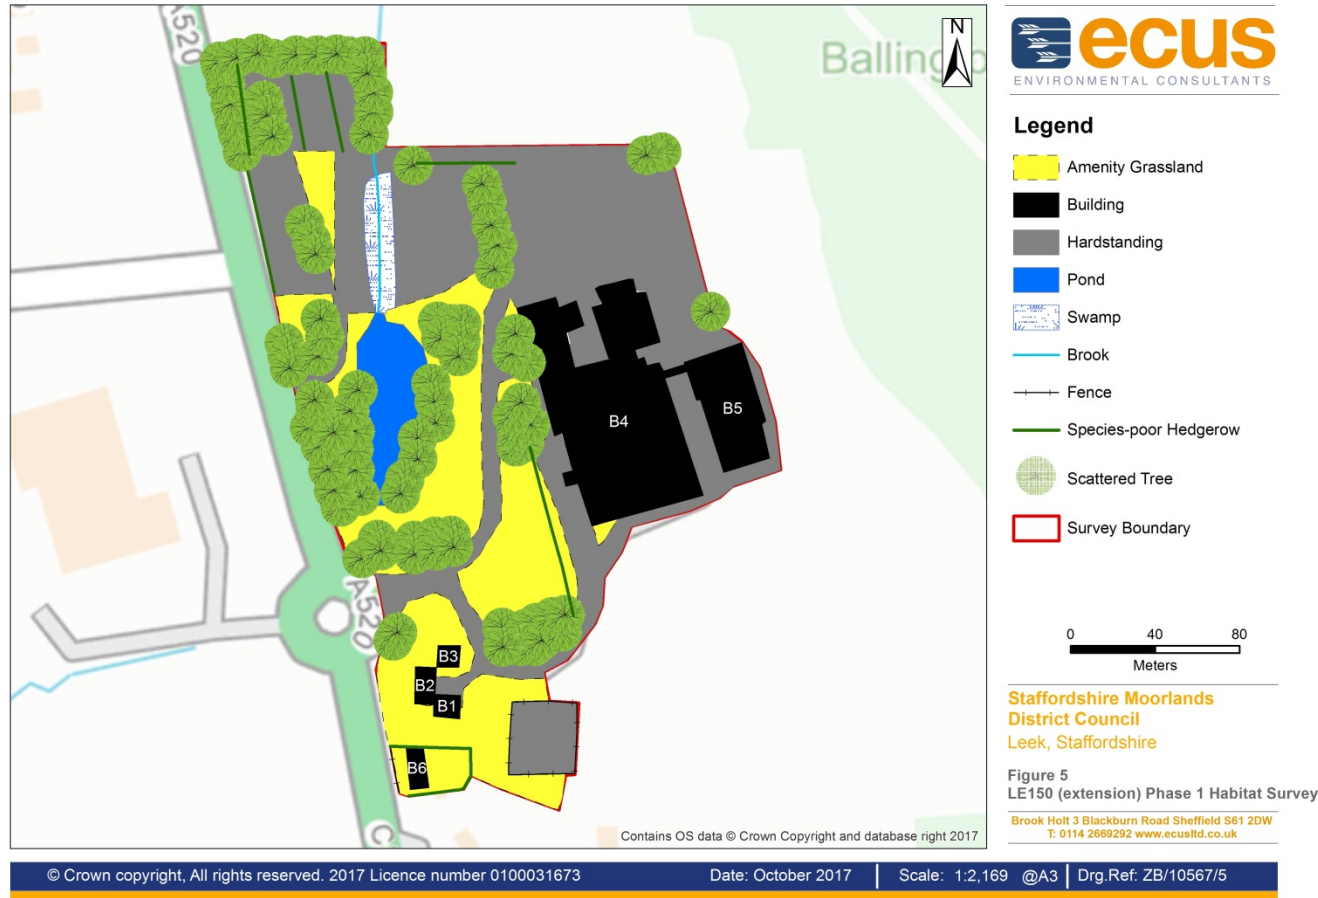 A520
N
Balling
B4
B5
A520
B3
B2
B1
B6
C
Contains OS data © Crown Copyright and database right 2017
ecus
ENVIRONMENTAL CONSULTANTS
Legend
Amenity Grassland
Building
Hardstanding
Pond
Swamp
Brook
Fence
Species-poor Hedgerow
Scattered Tree
Survey Boundary
0 40 80
Meters
Staffordshire Moorlands
District Council
Leek, Staffordshire
Figure 5
LE150 (extension) Phase 1 Habitat Survey
Brook Holt 3 Blackburn Road Sheffield S61 2DW
T: 0114 2669292 www.ecusltd.co.uk
© Crown copyright, All rights reserved. 2017 Licence number 0100031673 Date: October 2017 Scale: 1:2,169 @A3 Drg.Ref: ZB/10567/5